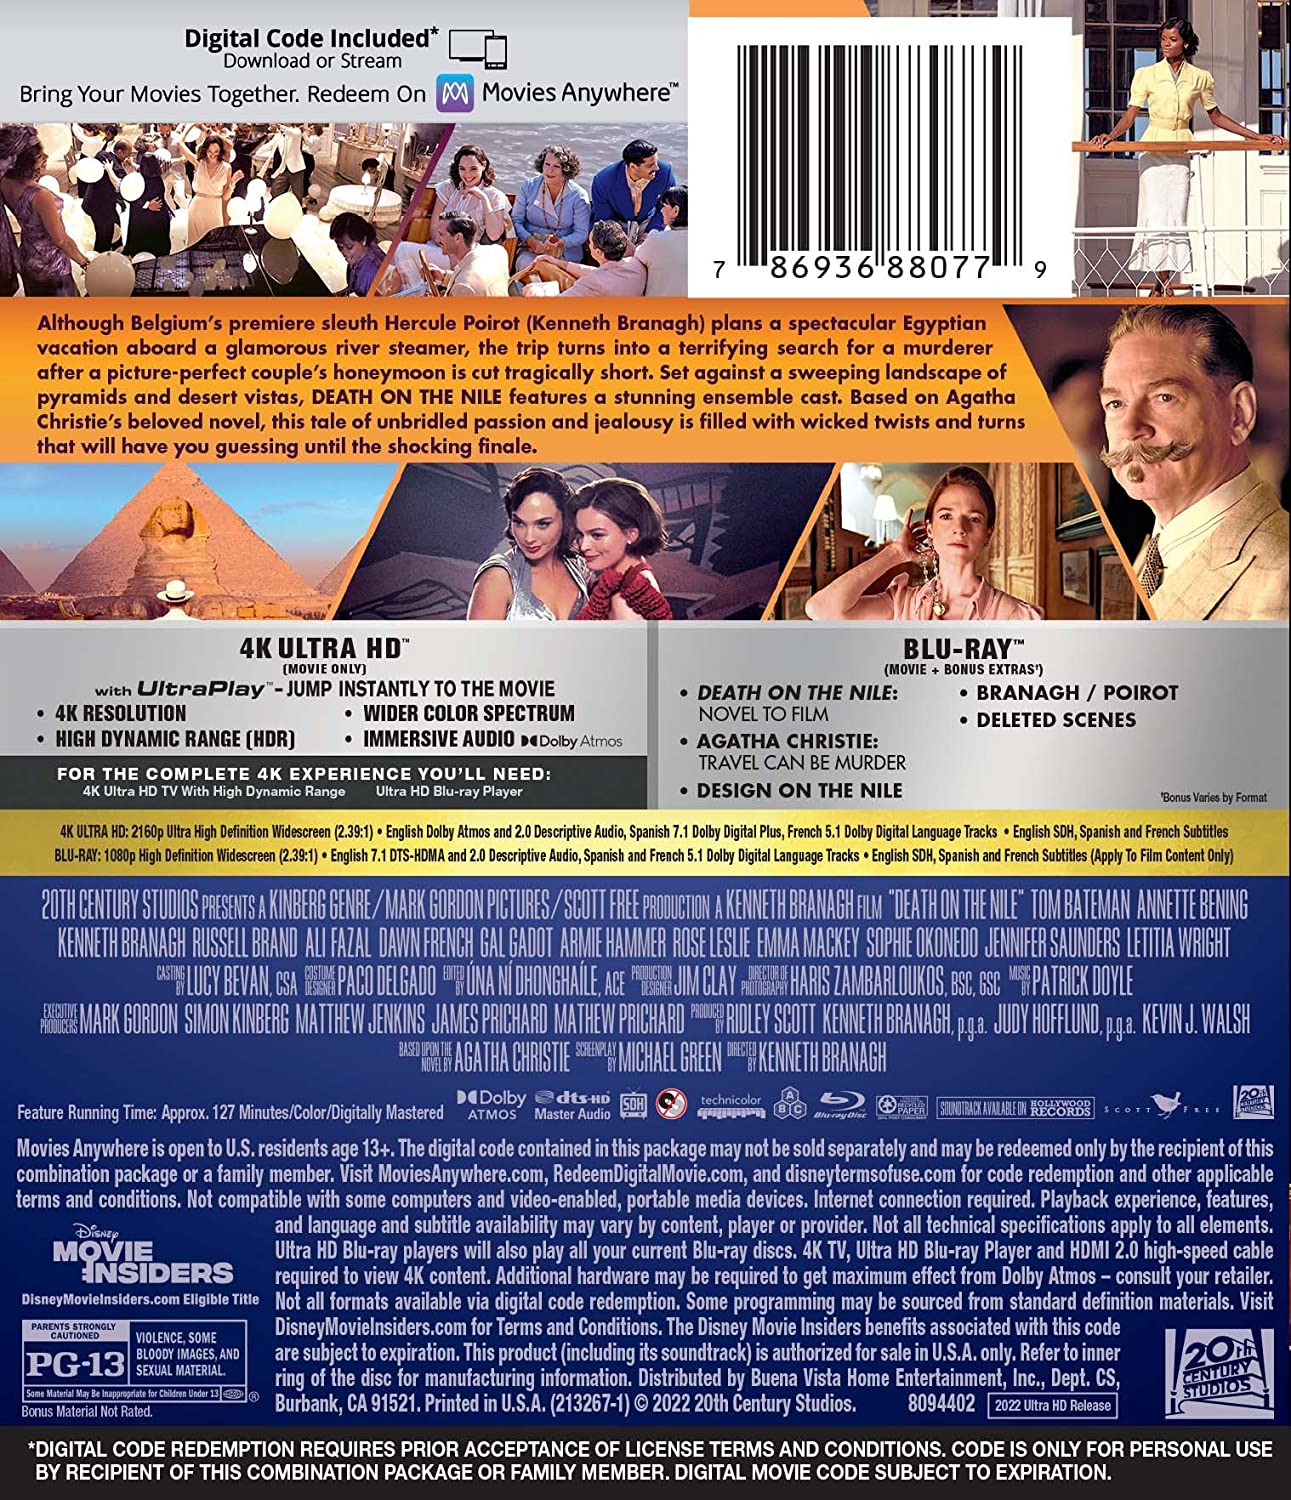 Digital Code Included*
Download or Stream
Bring Your Movies Together. Redeem On Movies Anywhere™
7 86936 88077 9
Although Belgium's premiere sleuth Hercule Poirot (Kenneth Branagh) plans a spectacular Egyptian
vacation aboard a glamorous river steamer, the trip turns into a terrifying search for a murderer
after a picture-perfect couple's honeymoon is cut tragically short. Set against a sweeping landscape of
pyramids and desert vistas, DEATH ON THE NILE features a stunning ensemble cast. Based on Agatha
Christie's beloved novel, this tale of unbridled passion and jealousy is filled with wicked twists and turns
that will have you guessing until the shocking finale.
4K ULTRA HD™
(MOVIE ONLY)
with UltraPlay™ - JUMP INSTANTLY TO THE MOVIE
• 4K RESOLUTION • WIDER COLOR SPECTRUM
• HIGH DYNAMIC RANGE (HDR) • IMMERSIVE AUDIO Dolby Atmos
FOR THE COMPLETE 4K EXPERIENCE YOU'LL NEED:
4K Ultra HD TV With High Dynamic Range Ultra HD Blu-ray Player
BLU-RAY™
(MOVIE + BONUS EXTRAS†)
• DEATH ON THE NILE:
NOVEL TO FILM
• AGATHA CHRISTIE:
TRAVEL CAN BE MURDER
• DESIGN ON THE NILE
• BRANAGH / POIROT
• DELETED SCENES
†Bonus Varies by Format
4K ULTRA HD: 2160p Ultra High Definition Widescreen (2.39:1) • English Dolby Atmos and 2.0 Descriptive Audio, Spanish 7.1 Dolby Digital Plus, French 5.1 Dolby Digital Language Tracks • English SDH, Spanish and French Subtitles
BLU-RAY: 1080p High Definition Widescreen (2.39:1) • English 7.1 DTS-HDMA and 2.0 Descriptive Audio, Spanish and French 5.1 Dolby Digital Language Tracks • English SDH, Spanish and French Subtitles (Apply To Film Content Only)
20TH CENTURY STUDIOS PRESENTS A KINBERG GENRE/MARK GORDON PICTURES/SCOTT FREE PRODUCTION A KENNETH BRANAGH FILM "DEATH ON THE NILE" TOM BATEMAN ANNETTE BENING
KENNETH BRANAGH RUSSELL BRAND ALI FAZAL DAWN FRENCH GAL GADOT ARMIE HAMMER ROSE LESLIE EMMA MACKEY SOPHIE OKONEDO JENNIFER SAUNDERS LETITIA WRIGHT
CASTING BY LUCY BEVAN, CSA COSTUME DESIGNER PACO DELGADO EDITED BY ÚNA NÍ DHONGHAÍLE, ACE PRODUCTION DESIGNER JIM CLAY DIRECTOR OF PHOTOGRAPHY HARIS ZAMBARLOUKOS, BSC, GSC MUSIC BY PATRICK DOYLE
EXECUTIVE PRODUCERS MARK GORDON SIMON KINBERG MATTHEW JENKINS JAMES PRICHARD MATHEW PRICHARD PRODUCED BY RIDLEY SCOTT KENNETH BRANAGH, p.g.a. JUDY HOFFLUND, p.g.a. KEVIN J. WALSH
BASED UPON THE NOVEL BY AGATHA CHRISTIE SCREENPLAY BY MICHAEL GREEN DIRECTED BY KENNETH BRANAGH
Feature Running Time: Approx. 127 Minutes/Color/Digitally Mastered Dolby ATMOS dts-HD Master Audio SDH technicolor ABC Blu-ray Disc RECYCLED PAPER SOUNDTRACK AVAILABLE ON HOLLYWOOD RECORDS SCOTT FREE 20th CENTURY STUDIOS
Movies Anywhere is open to U.S. residents age 13+. The digital code contained in this package may not be sold separately and may be redeemed only by the recipient of this
combination package or a family member. Visit MoviesAnywhere.com, RedeemDigitalMovie.com, and disneytermsofuse.com for code redemption and other applicable
terms and conditions. Not compatible with some computers and video-enabled, portable media devices. Internet connection required. Playback experience, features,
and language and subtitle availability may vary by content, player or provider. Not all technical specifications apply to all elements.
Ultra HD Blu-ray players will also play all your current Blu-ray discs. 4K TV, Ultra HD Blu-ray Player and HDMI 2.0 high-speed cable
required to view 4K content. Additional hardware may be required to get maximum effect from Dolby Atmos – consult your retailer.
Not all formats available via digital code redemption. Some programming may be sourced from standard definition materials. Visit
DisneyMovieInsiders.com for Terms and Conditions. The Disney Movie Insiders benefits associated with this code
are subject to expiration. This product (including its soundtrack) is authorized for sale in U.S.A. only. Refer to inner
ring of the disc for manufacturing information. Distributed by Buena Vista Home Entertainment, Inc., Dept. CS,
Burbank, CA 91521. Printed in U.S.A. (213267-1) © 2022 20th Century Studios. 8094402 2022 Ultra HD Release
Disney
MOVIE
INSIDERS
DisneyMovieInsiders.com Eligible Title
PARENTS STRONGLY CAUTIONED
PG-13
VIOLENCE, SOME
BLOODY IMAGES, AND
SEXUAL MATERIAL.
Some Material May Be Inappropriate for Children Under 13 ®
Bonus Material Not Rated.
20th
CENTURY
STUDIOS
*DIGITAL CODE REDEMPTION REQUIRES PRIOR ACCEPTANCE OF LICENSE TERMS AND CONDITIONS. CODE IS ONLY FOR PERSONAL USE
BY RECIPIENT OF THIS COMBINATION PACKAGE OR FAMILY MEMBER. DIGITAL MOVIE CODE SUBJECT TO EXPIRATION.